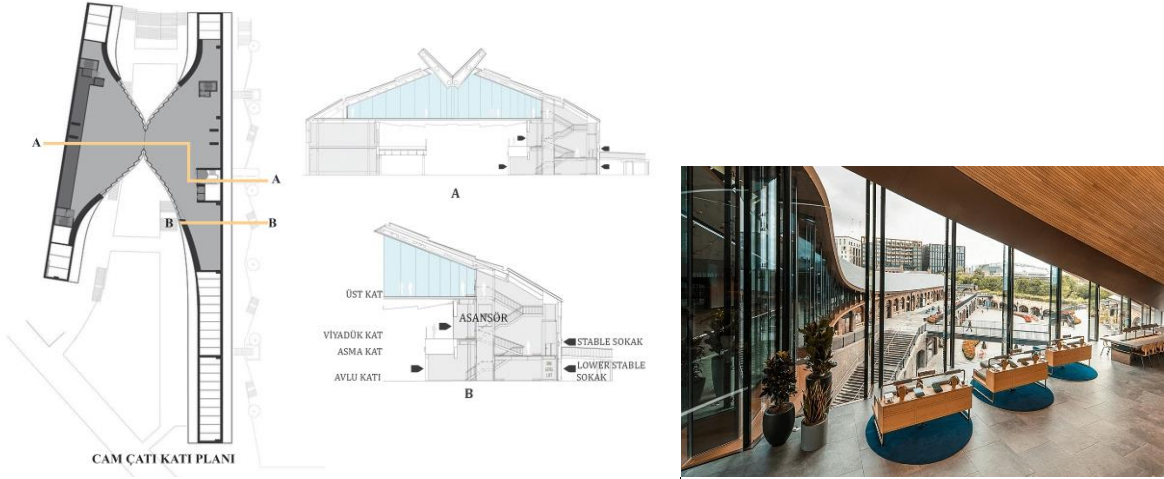 A
A
B
B
CAM ÇATI KATI PLANI
A
ÜST KAT
ASANSÖR
VİYADÜK KAT
ASMA KAT
AVLU KATI
STABLE SOKAK
LOWER STABLE
SOKAK
B